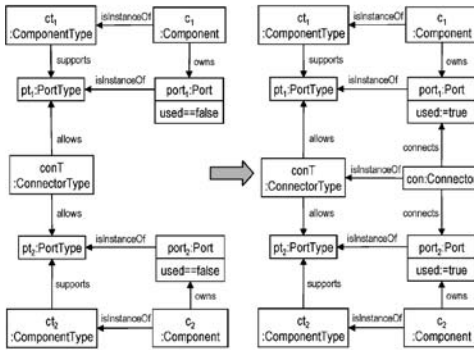 ct₁
:ComponentType
isInstanceOf
c₁
:Component
supports
owns
pt₁:PortType
isInstanceOf
port₁:Port
used==false
allows
conT
:ConnectorType
allows
pt₂:PortType
isInstanceOf
port₂:Port
used==false
supports
owns
ct₂
:ComponentType
isInstanceOf
c₂
:Component
ct₁
:ComponentType
isInstanceOf
c₁
:Component
supports
owns
pt₁:PortType
isInstanceOf
port₁:Port
used:=true
allows
connects
conT
:ConnectorType
isInstanceOf
con:Connector
allows
connects
pt₂:PortType
isInstanceOf
port₂:Port
used:=true
supports
owns
ct₂
:ComponentType
isInstanceOf
c₂
:Component